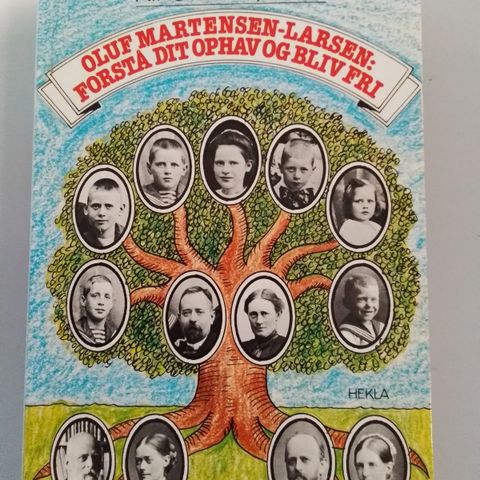 OLUF MARTENSEN-LARSEN:
FORSTÅ DIT OPHAV OG BLIV FRI
HEKLA